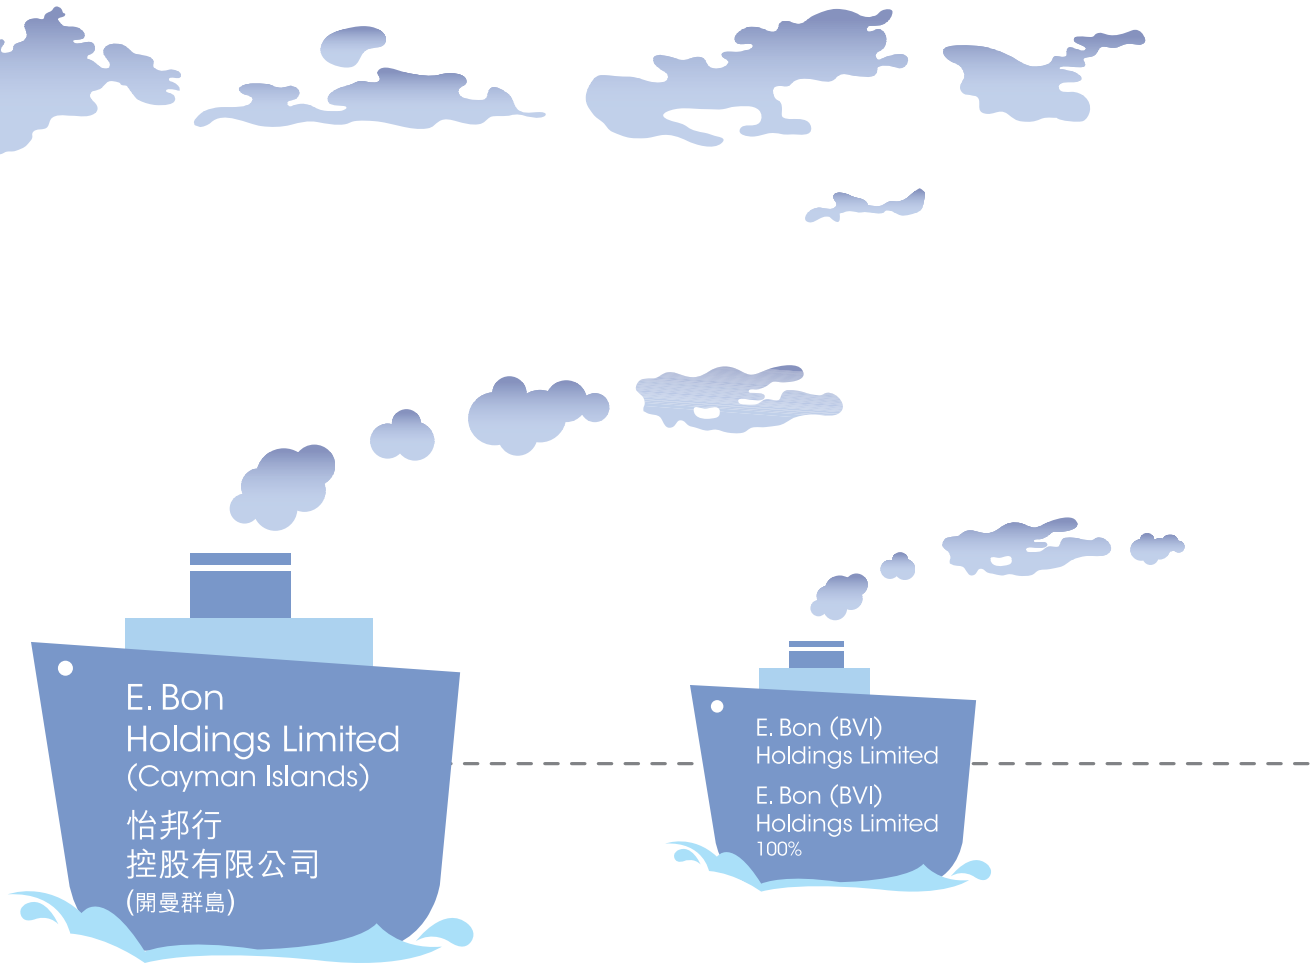 E. Bon
Holdings Limited
(Cayman Islands)
怡邦行
控股有限公司
(開曼群島)
E. Bon (BVI)
Holdings Limited
E. Bon (BVI)
Holdings Limited
100%